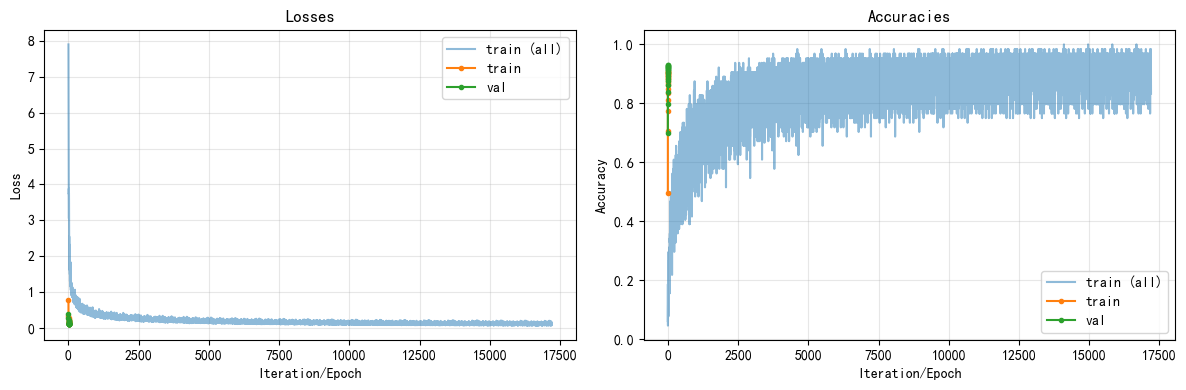 Losses
Loss
8
7
6
5
4
3
2
1
0
train (all)
train
val
0
2500
5000
7500
10000
12500
15000
17500
Iteration/Epoch
Accuracies
Accuracy
1.0
0.8
0.6
0.4
0.2
0.0
train (all)
train
val
0
2500
5000
7500
10000
12500
15000
17500
Iteration/Epoch